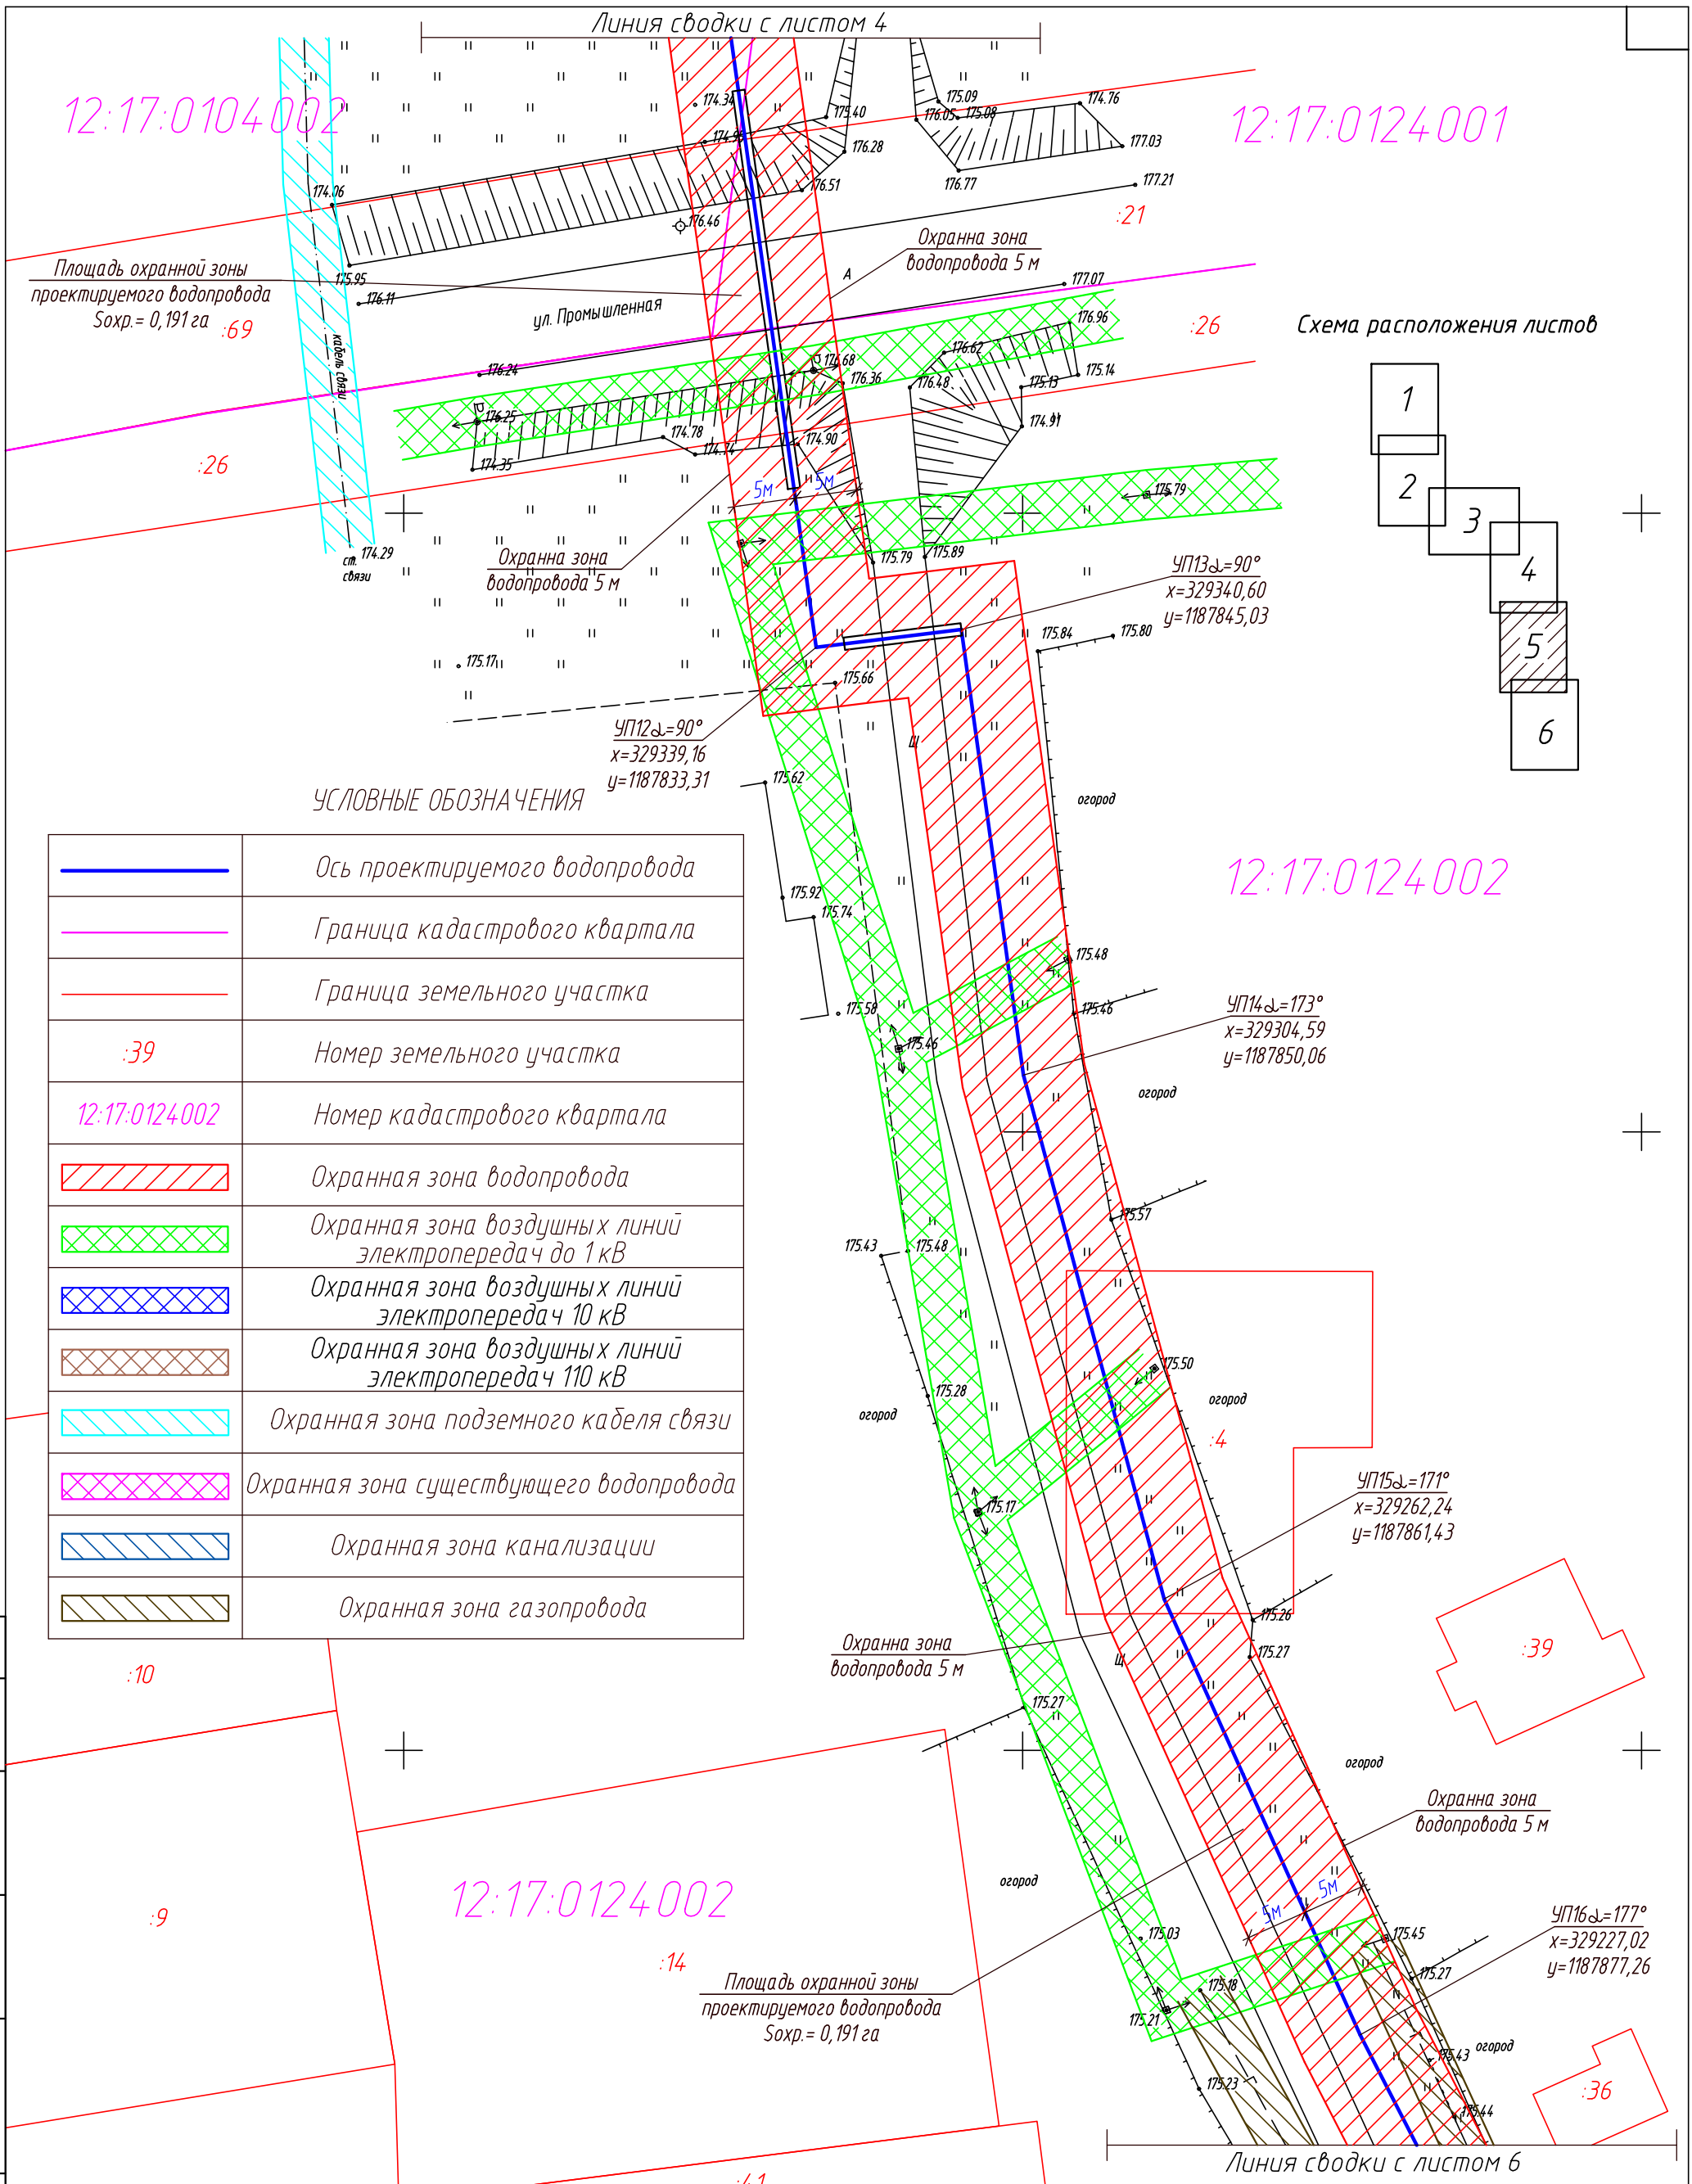 Линия сводки с листом 4
12:17:0104002
12:17:0124001
174.34
174.9
175.40
176.28
176.51
176.46
175.09
176.05
175.08
174.76
177.03
176.77
177.21
:21
174.06
175.95
176.11
Площадь охранной зоны
проектируемого водопровода
Sохр.= 0,191 га
:69
ул. Промышленная
Охранна зона
водопровода 5 м
А
177.07
176.96
:26
кабель связи
176.24
176.68
176.36
176.62
176.48
175.14
175.13
174.91
176.25
174.78
174.74
174.90
174.35
:26
5м
5м
175.79
174.29
ст.
связи
Охранна зона
водопровода 5 м
175.79
175.89
УП13α=90°
x=329340,60
y=1187845,03
175.84
175.80
175.17
175.66
УП12α=90°
x=329339,16
y=1187833,31
Щ
175.62
огород
175.92
175.74
175.58
175.48
175.46
175.46
12:17:0124002
УП14α=173°
x=329304,59
y=1187850,06
огород
175.57
175.43
175.48
175.28
огород
175.50
огород
:4
175.17
УП15α=171°
x=329262,24
y=1187861,43
Схема расположения листов
1
2
3
4
5
6
УСЛОВНЫЕ ОБОЗНАЧЕНИЯ
Ось проектируемого водопровода
Граница кадастрового квартала
Граница земельного участка
:39
Номер земельного участка
12:17:0124002
Номер кадастрового квартала
Охранная зона водопровода
Охранная зона воздушных линий
электропередач до 1 кВ
Охранная зона воздушных линий
электропередач 10 кВ
Охранная зона воздушных линий
электропередач 110 кВ
Охранная зона подземного кабеля связи
Охранная зона существующего водопровода
Охранная зона канализации
Охранная зона газопровода
175.26
175.27
Щ
Охранна зона
водопровода 5 м
:39
:10
175.27
огород
Охранна зона
водопровода 5 м
огород
5м
5м
12:17:0124002
:9
:14
175.03
Площадь охранной зоны
проектируемого водопровода
Sохр.= 0,191 га
175.18
175.21
175.23
175.45
175.27
УП16α=177°
x=329227,02
y=1187877,26
огород
175.43
175.44
:36
Линия сводки с листом 6
:41